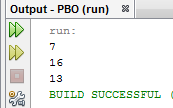 Output - PBO (run)
run:
7
16
13
BUILD SUCCESSFUL (